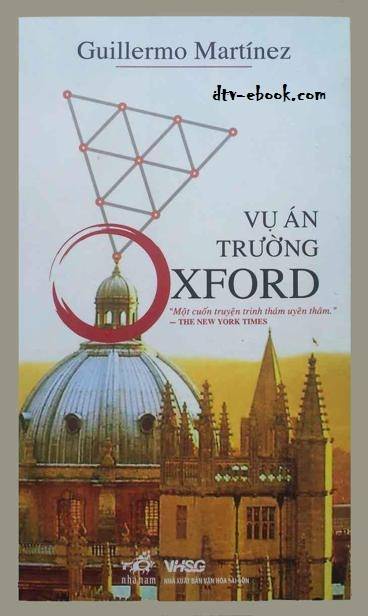 Guillermo Martínez
dtv-ebook.com
VỤ ÁN
TRƯỜNG
OXFORD
"Một cuốn truyện trinh thám uyên thâm."
— THE NEW YORK TIMES
nhã nam
VHSG
NHÀ XUẤT BẢN VĂN HÓA SÀI GÒN